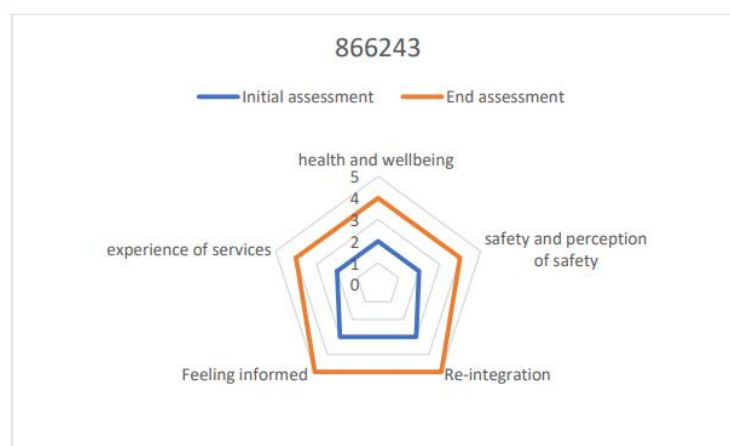 866243
Initial assessment End assessment
health and wellbeing
5
4
3
2
1
0
safety and perception
of safety
experience of services
Feeling informed
Re-integration